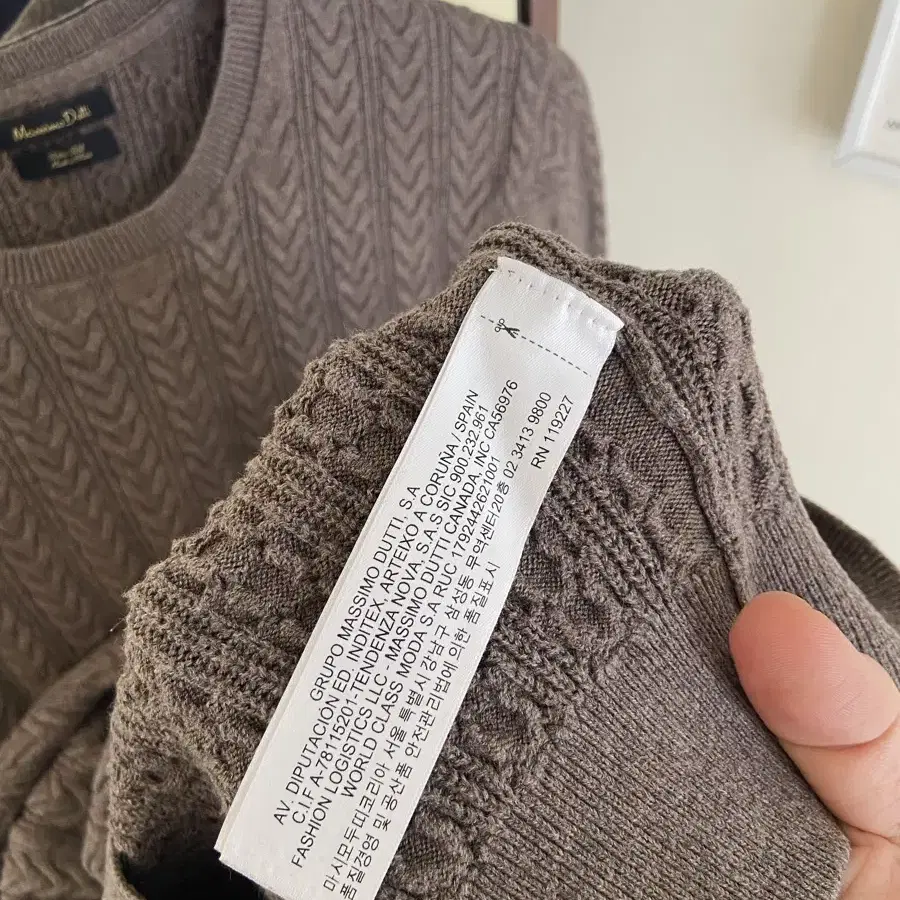 Massimo Dutti
GRUPO MASSIMO DUTTI, S.A
AV. DIPUTACION ED. INDITEX, ARTEIXO A CORUÑA / SPAIN
C.I.F A-78115201-TENDENZA NOVA, S.A.S SIC 900.232.961
FASHION LOGISTICS LLC - MASSIMO DUTTI CANADA, INC CA56976
WORLD CLASS MODA S A RUC 1792442621001
마시모두띠코리아 서울 특별시 강남구 삼성동 무역센터20층 02 3413 9800
품질경영 및 공산품 안전관리법에 의한 품질표시
RN 119227